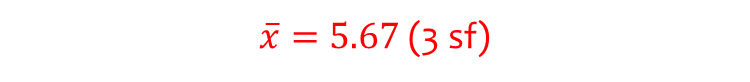 x̄ = 5.67 (3 sf)